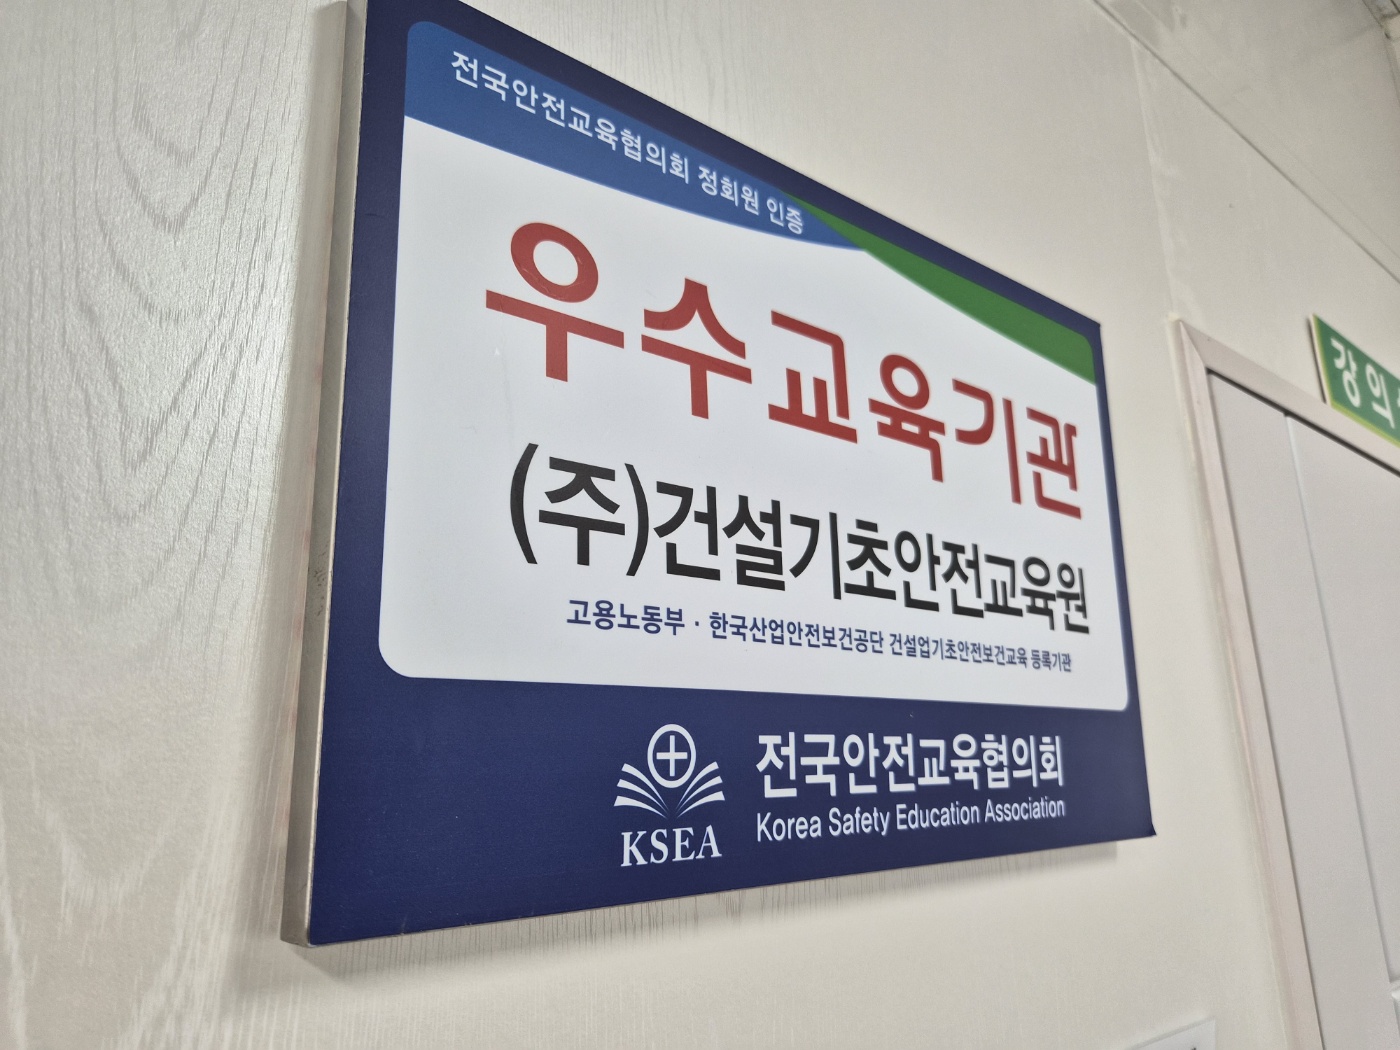 전국안전교육협의회 정회원 인증
우수교육기관
(주)건설기초안전교육원
고용노동부 · 한국산업안전보건공단 건설업기초안전보건교육 등록기관
KSEA
전국안전교육협의회
Korea Safety Education Association
강의